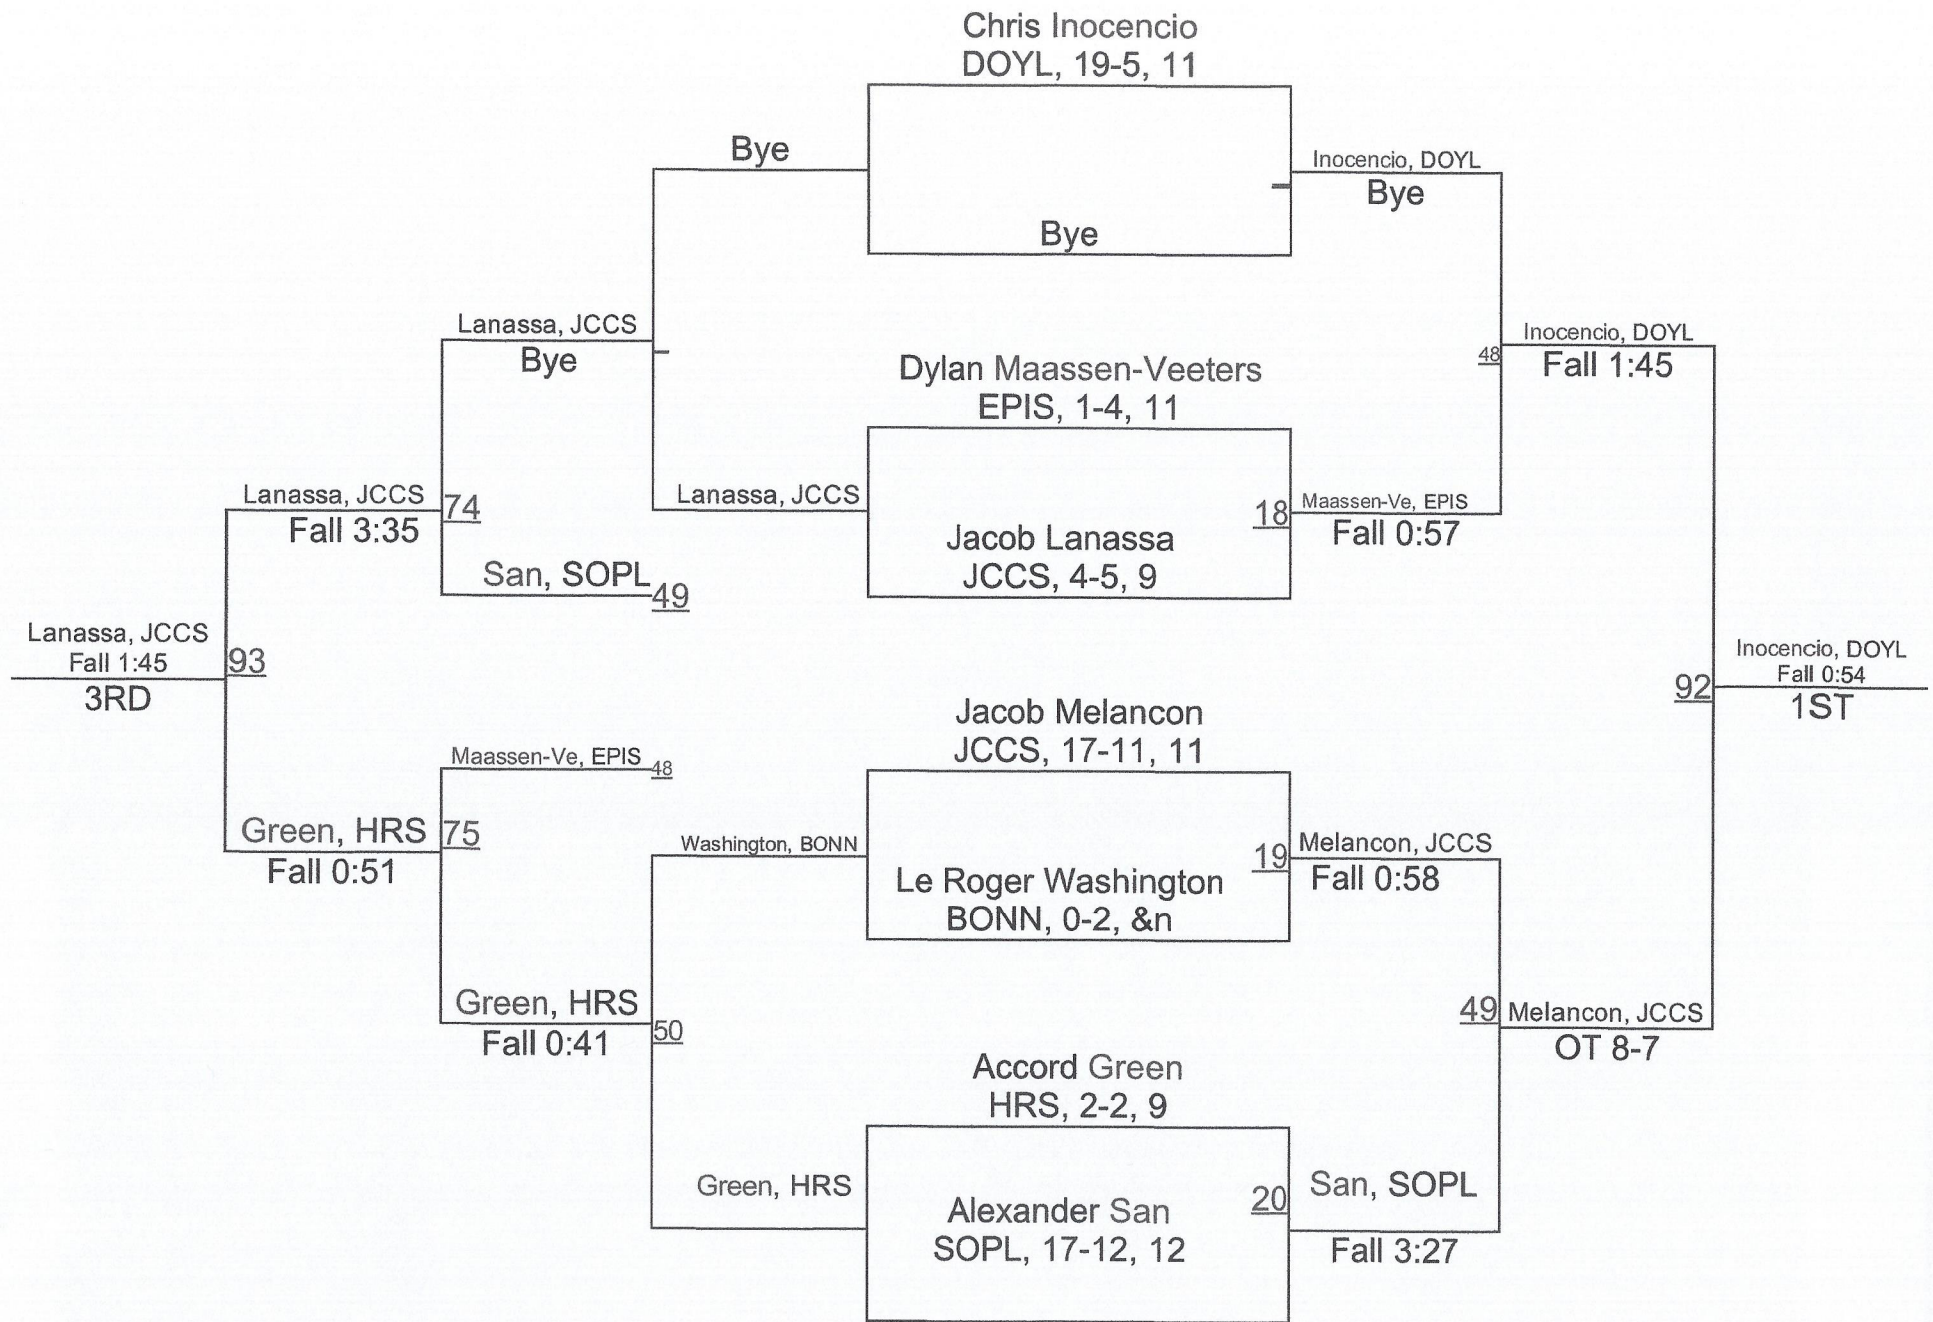 Chris Inocencio
DOYL, 19-5, 11
Bye
Inocencio, DOYL
Bye
Bye
Lanassa, JCCS
Bye
Inocencio, DOYL
48
Fall 1:45
Dylan Maassen-Veeters
EPIS, 1-4, 11
Lanassa, JCCS
74
Fall 3:35
Lanassa, JCCS
18
Maassen-Ve, EPIS
Fall 0:57
Jacob Lanassa
JCCS, 4-5, 9
San, SOPL
49
Lanassa, JCCS
Fall 1:45
93
3RD
Inocencio, DOYL
Fall 0:54
92
1ST
Jacob Melancon
JCCS, 17-11, 11
Maassen-Ve, EPIS
48
Green, HRS
75
Fall 0:51
Washington, BONN
19
Melancon, JCCS
Fall 0:58
Le Roger Washington
BONN, 0-2, &n
Green, HRS
50
Fall 0:41
49
Melancon, JCCS
OT 8-7
Accord Green
HRS, 2-2, 9
Green, HRS
20
San, SOPL
Fall 3:27
Alexander San
SOPL, 17-12, 12